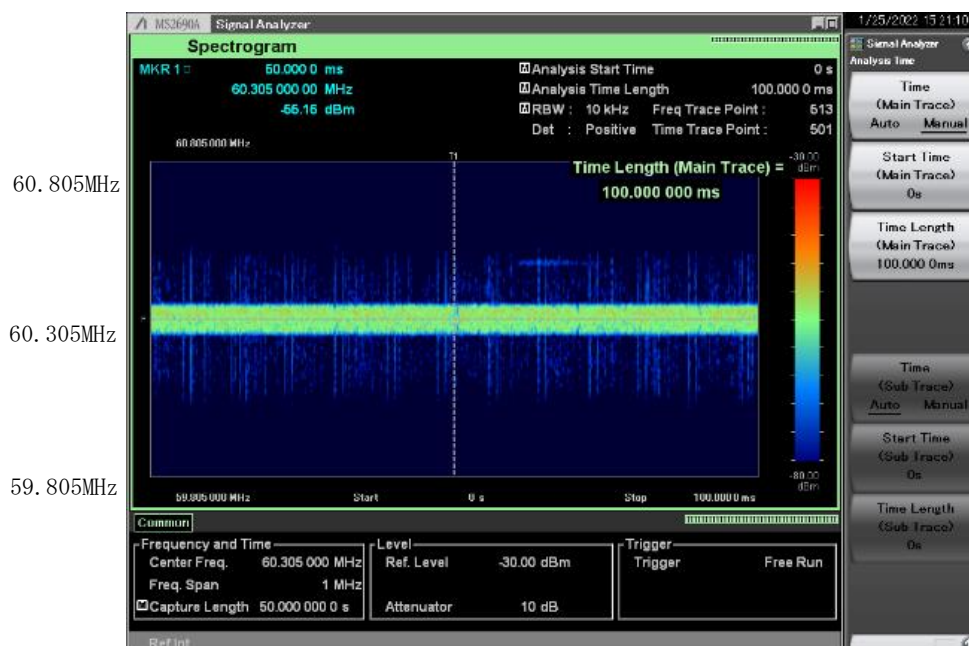 MS2690A Signal Analyzer
1/25/2022 15:21:10
Spectrogram
MKR 1
50.000 0 ms
60.305 000 00 MHz
-55.16 dBm
Analysis Start Time 0 s
Analysis Time Length 100.000 0 ms
RBW : 10 kHz Freq Trace Point : 513
Det : Positive Time Trace Point : 501
60.805 000 MHz
T1
Time Length (Main Trace) =
100.000 000 ms
-30.00
dBm
60.805MHz
60.305MHz
59.805MHz
-80.00
dBm
59.805 000 MHz Start 0 s Stop 100.000 0 ms
Common
Frequency and Time
Center Freq. 60.305 000 MHz
Freq. Span 1 MHz
Capture Length 50.000 000 0 s
Level
Ref. Level -30.00 dBm
Attenuator 10 dB
Trigger
Trigger Free Run
Ref.Int
Signal Analyzer
Analysis Time
Time
(Main Trace)
Auto Manual
Start Time
(Main Trace)
0s
Time Length
(Main Trace)
100.000 0ms
Time
(Sub Trace)
Auto Manual
Start Time
(Sub Trace)
0s
Time Length
(Sub Trace)
0s